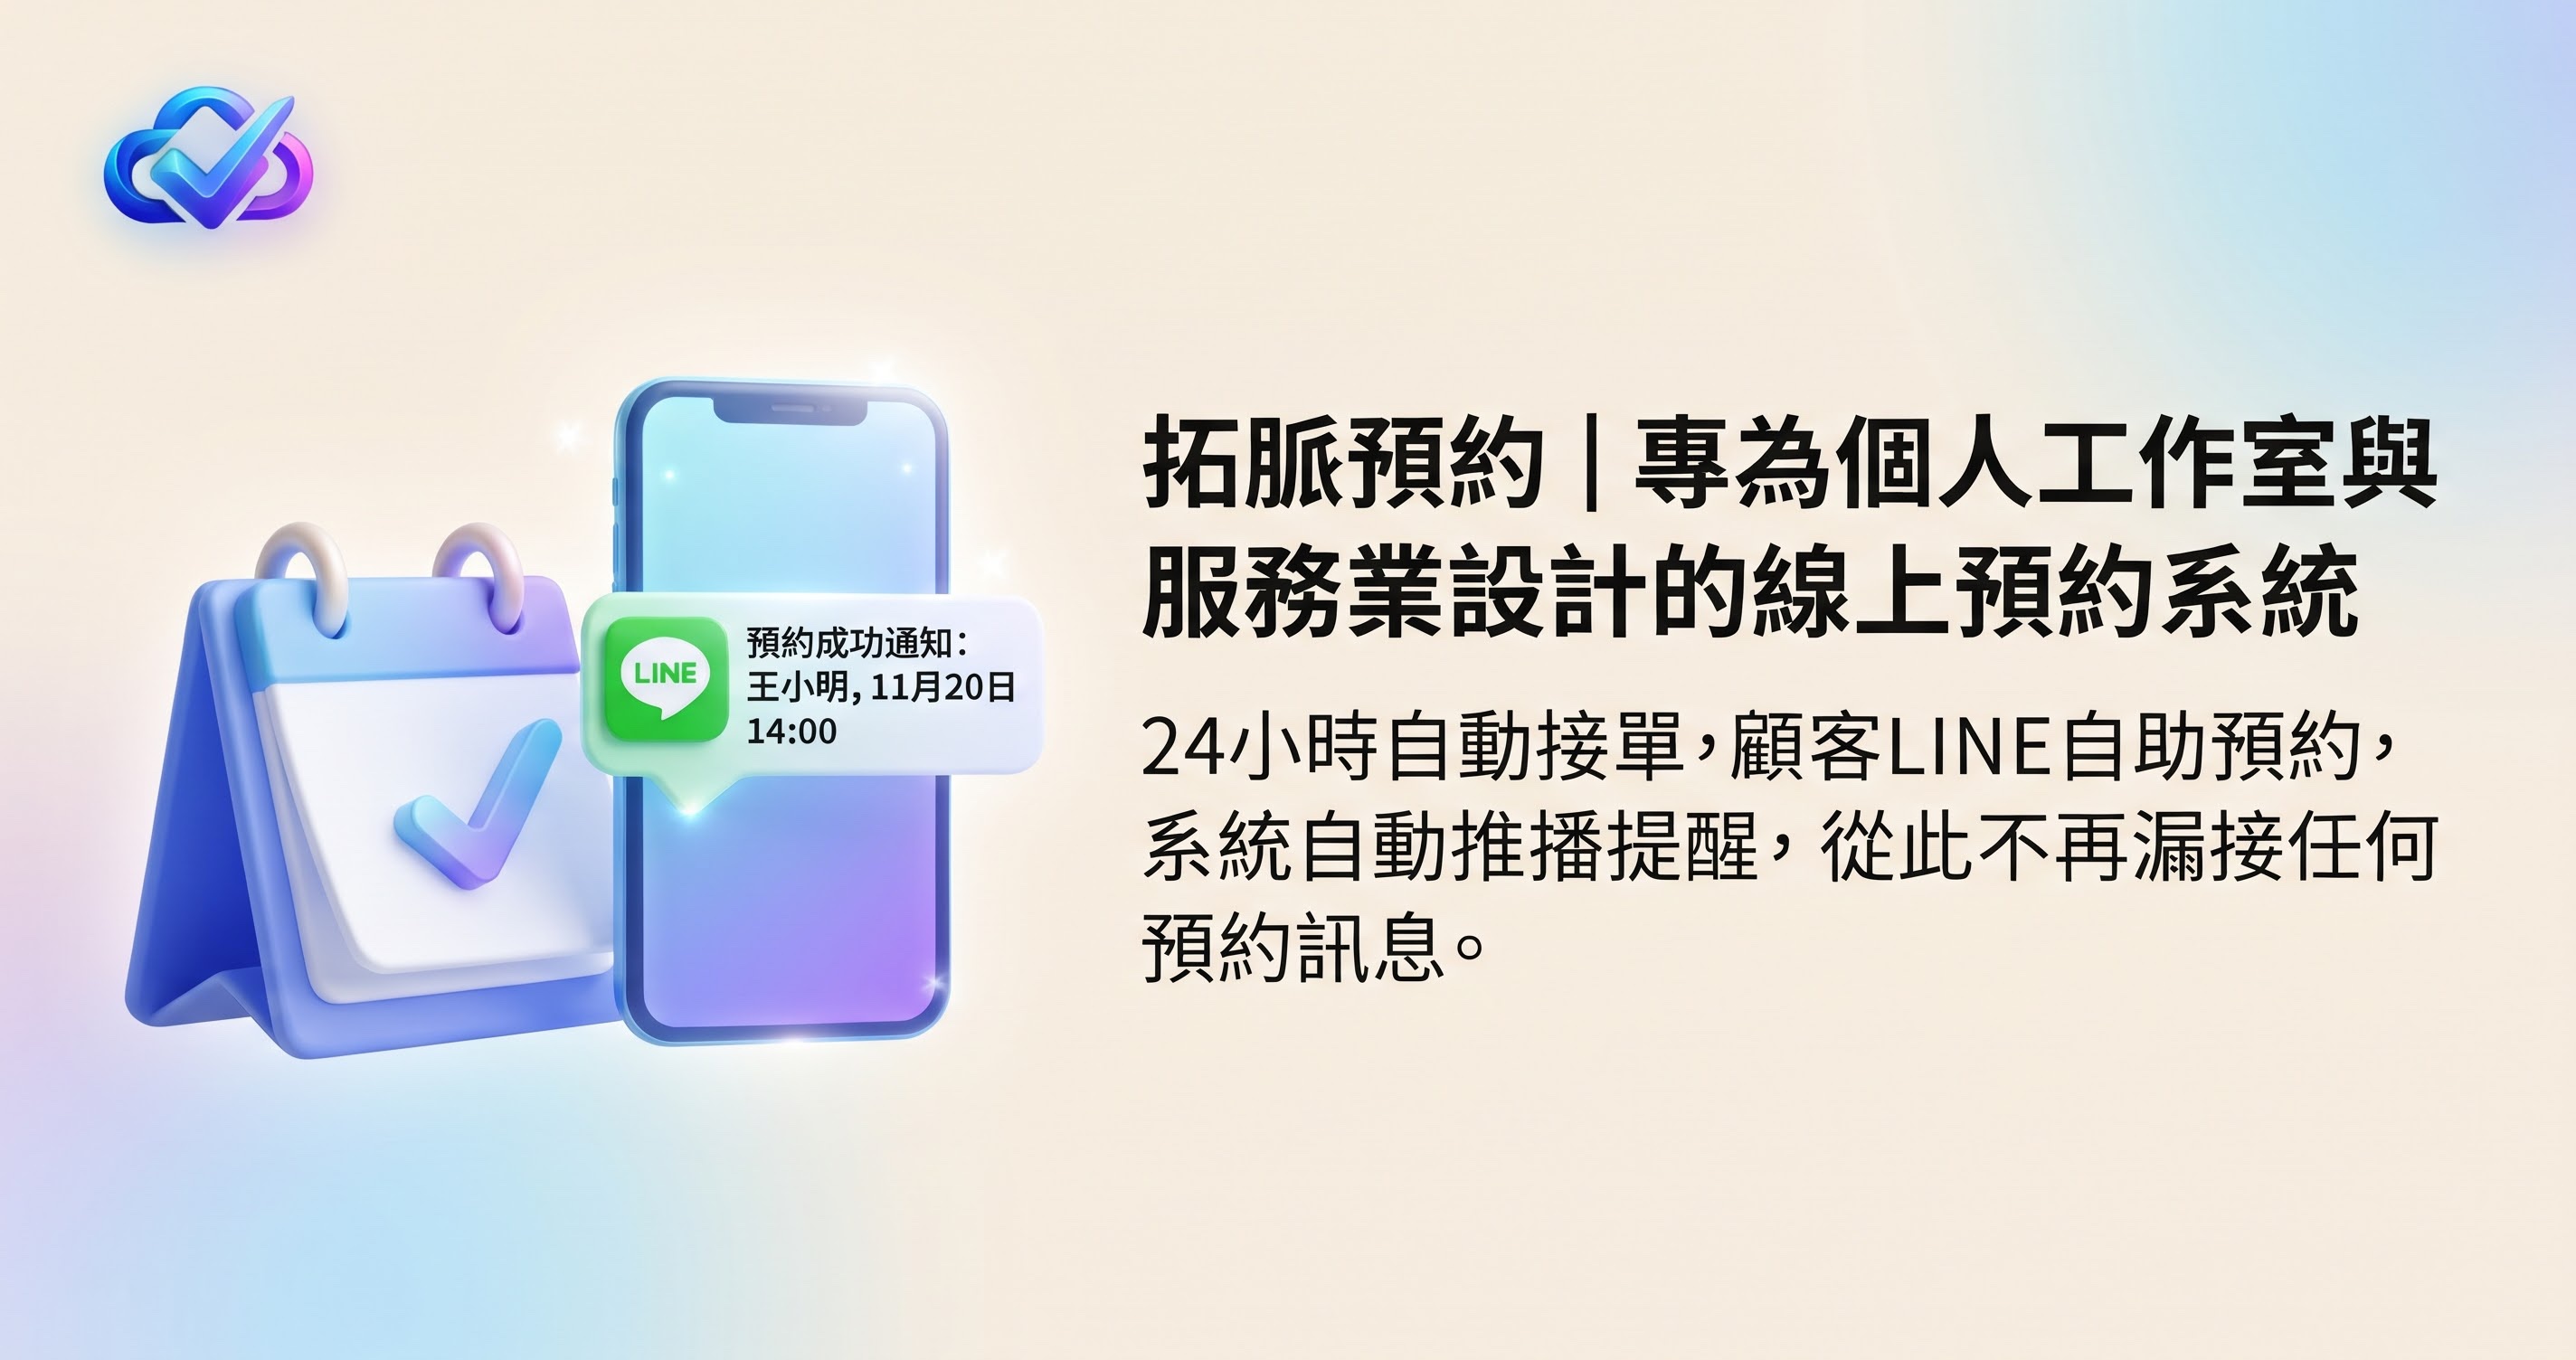 LINE
預約成功通知：
王小明, 11月20日
14:00
拓脈預約｜專為個人工作室與
服務業設計的線上預約系統
24小時自動接單，顧客LINE自助預約，
系統自動推播提醒，從此不再漏接任何
預約訊息。